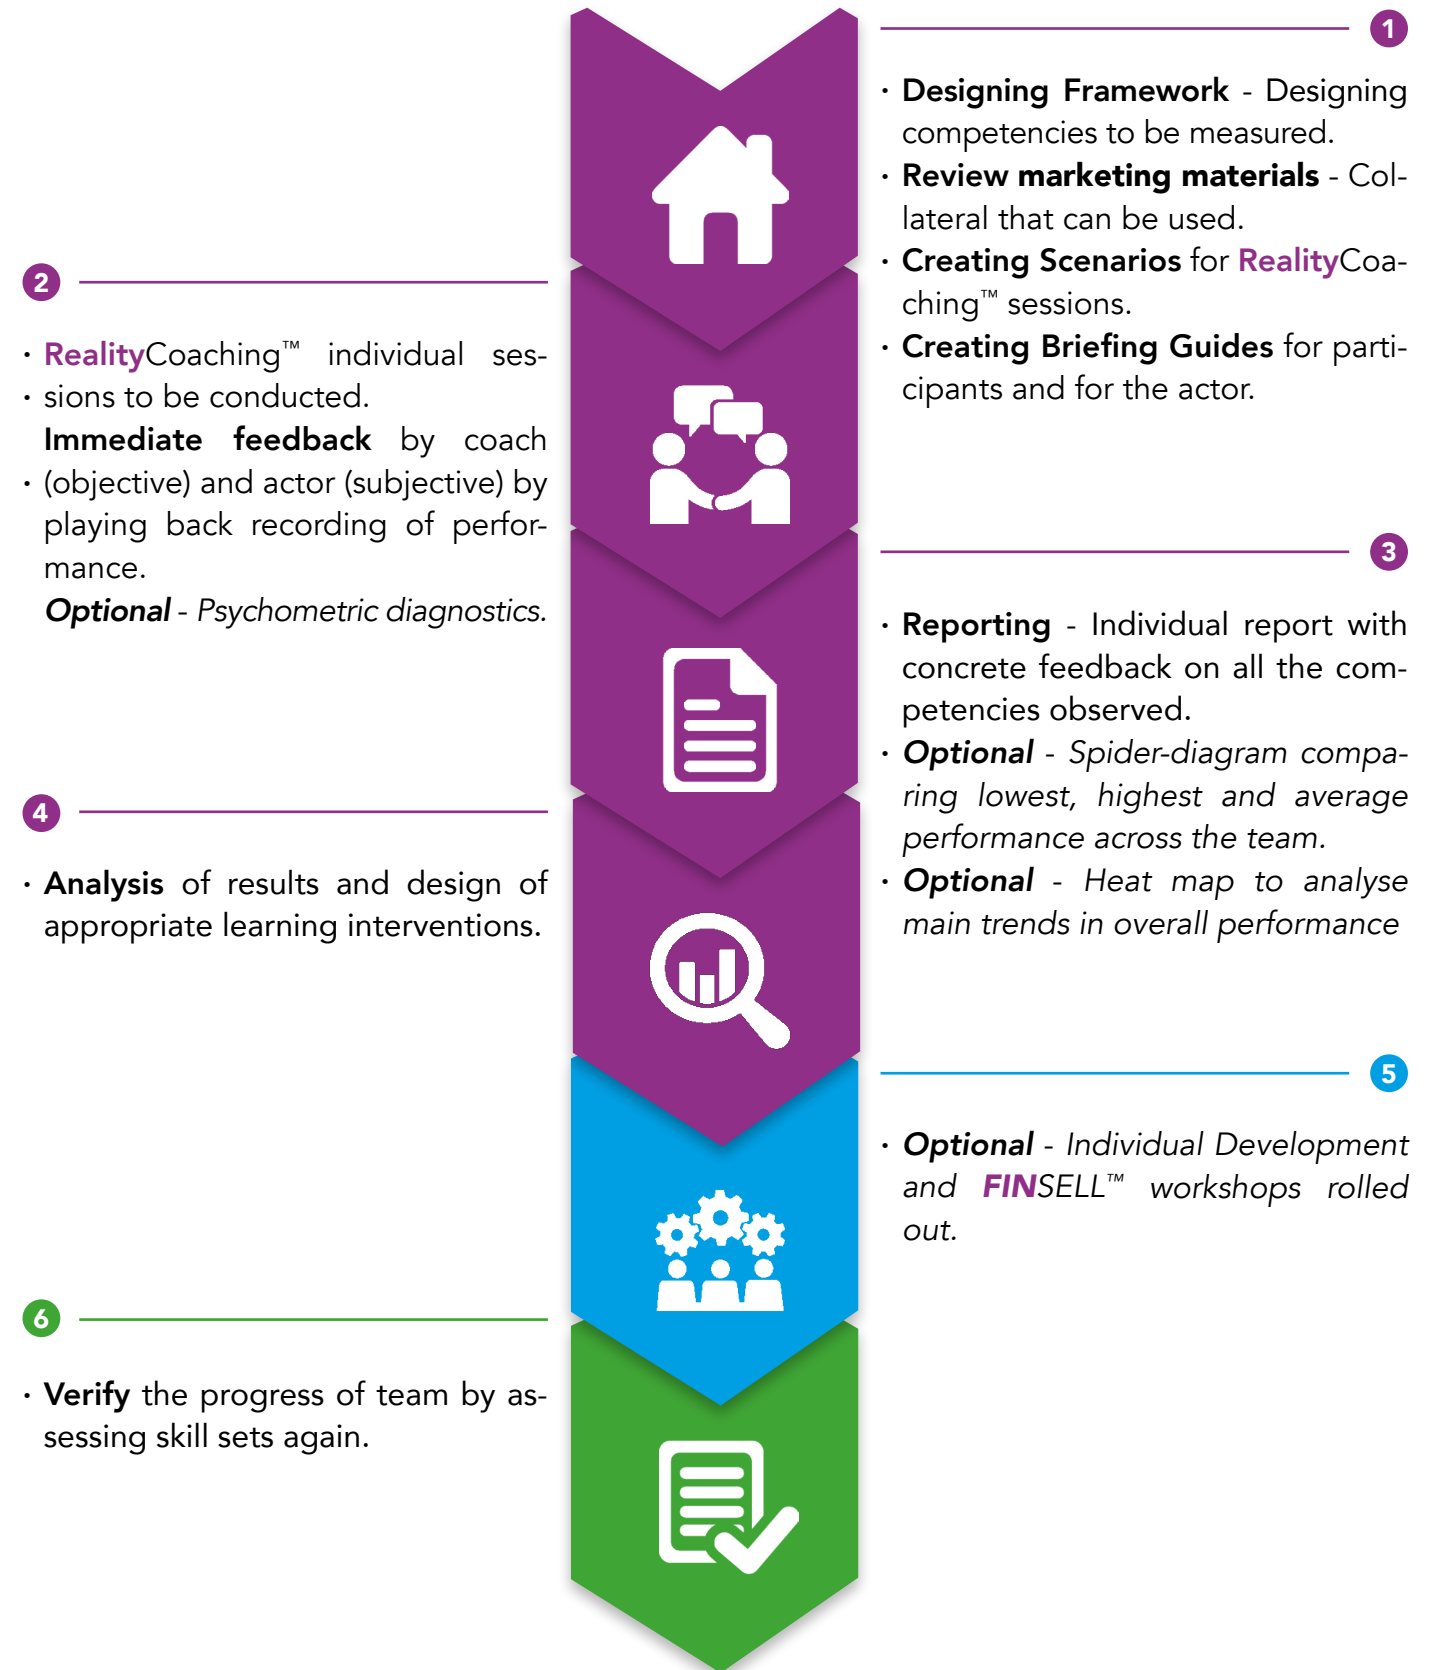 1
· Designing Framework - Designing
competencies to be measured.
· Review marketing materials - Col-
lateral that can be used.
· Creating Scenarios for RealityCoa-
ching™ sessions.
· Creating Briefing Guides for parti-
cipants and for the actor.
2
· RealityCoaching™ individual ses-
· sions to be conducted.
Immediate feedback by coach
· (objective) and actor (subjective) by
playing back recording of perfor-
mance.
Optional - Psychometric diagnostics.
3
· Reporting - Individual report with
concrete feedback on all the com-
petencies observed.
· Optional - Spider-diagram compa-
ring lowest, highest and average
performance across the team.
· Optional - Heat map to analyse
main trends in overall performance
4
· Analysis of results and design of
appropriate learning interventions.
5
· Optional - Individual Development
and FINSELL™ workshops rolled
out.
6
· Verify the progress of team by as-
sessing skill sets again.